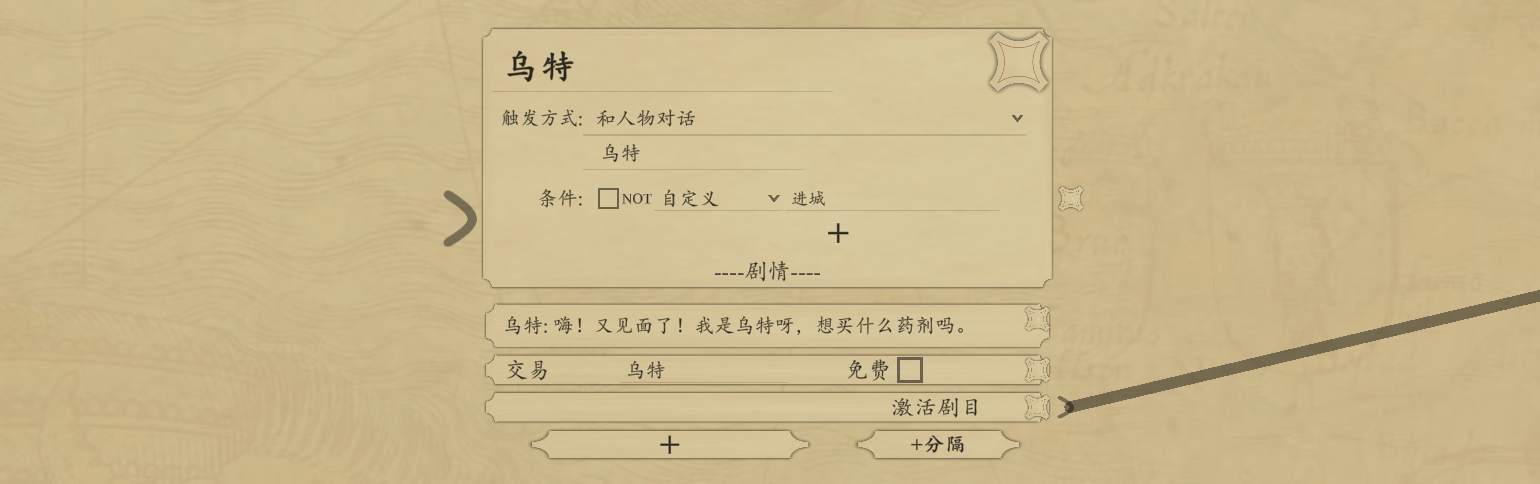 乌特
触发方式: 和人物对话
乌特
条件: NOT 自定义 进城
+
----剧情----
乌特: 嗨！又见面了！我是乌特呀，想买什么药剂吗。
交易 乌特 免费
激活剧目
+ +分隔